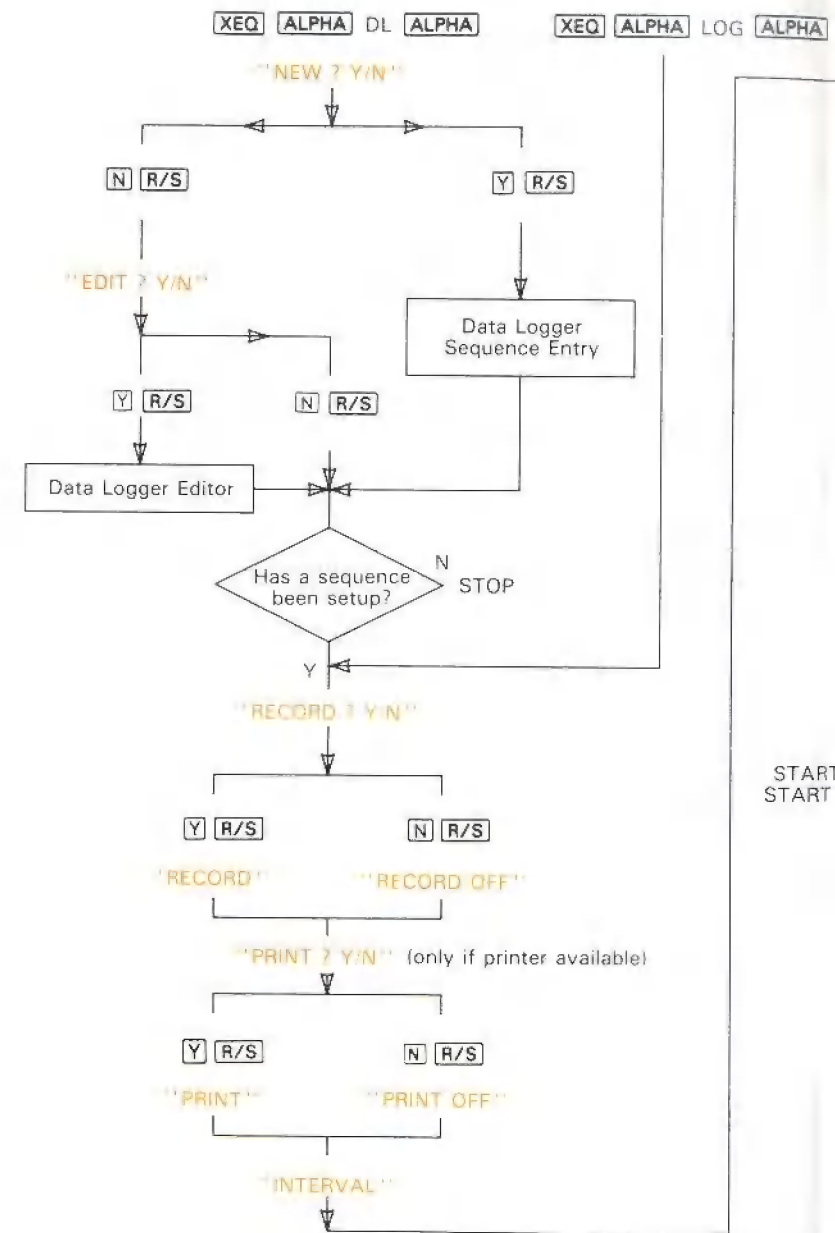 XEQ ALPHA DL ALPHA XEQ ALPHA LOG ALPHA
"NEW ? Y/N"
N R/S Y R/S
"EDIT ? Y/N"
Data Logger
Sequence Entry
Y R/S N R/S
Data Logger Editor
Has a sequence
been setup?
N
STOP
Y
"RECORD ? Y/N"
START
START
Y R/S N R/S
"RECORD" "RECORD OFF"
"PRINT ? Y/N" (only if printer available)
Y R/S N R/S
"PRINT" "PRINT OFF"
"INTERVAL"